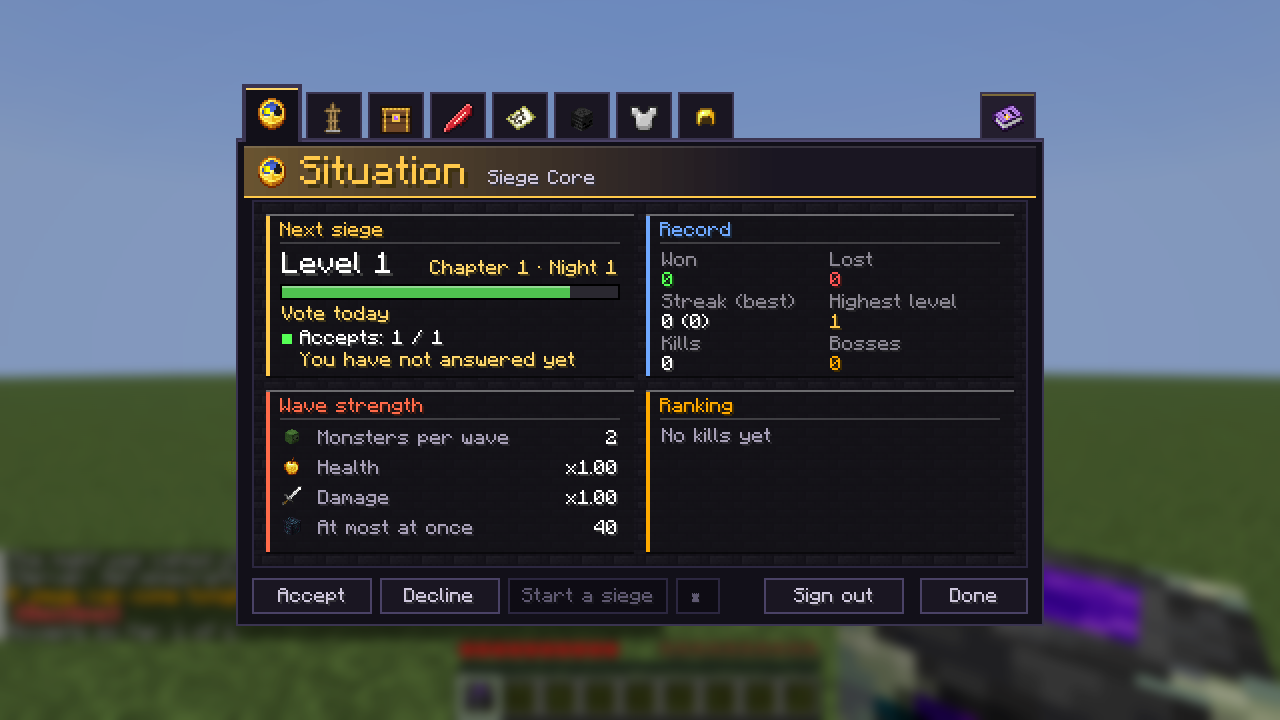 Situation Siege Core
Next siege
Level 1 Chapter 1 · Night 1
Vote today
Accepts: 1 / 1
You have not answered yet
Record
Won Lost
0 0
Streak (best) Highest level
0 (0) 1
Kills Bosses
0 0
Wave strength
Monsters per wave 2
Health x1.00
Damage x1.00
At most at once 40
Ranking
No kills yet
Accept Decline Start a siege Sign out Done